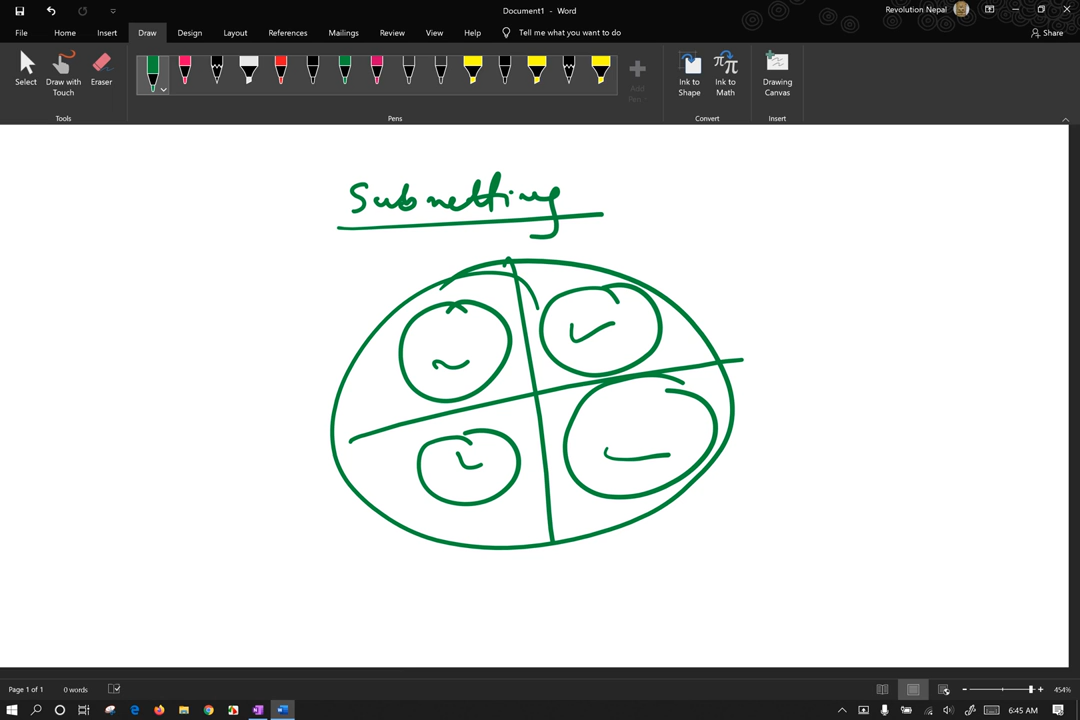 Document1 - Word
Revolution Nepal
File Home Insert Draw Design Layout References Mailings Review View Help Tell me what you want to do Share
Select Draw with Touch Eraser Add Pen Ink to Shape Ink to Math Drawing Canvas
Tools Pens Convert Insert
Subnetting
Page 1 of 1 0 words 454%
6:45 AM